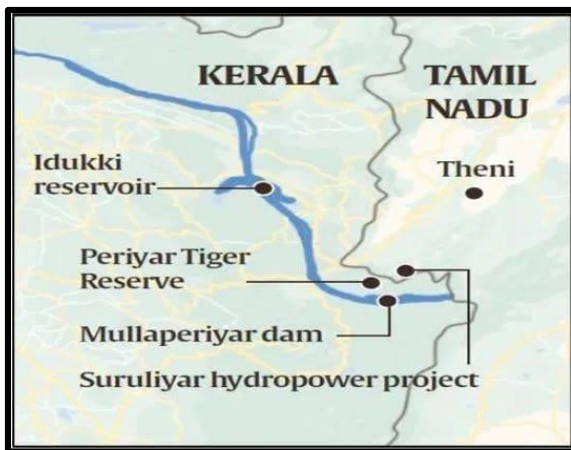 KERALA
TAMIL
NADU
Idukki
reservoir
Theni
Periyar Tiger
Reserve
Mullaperiyar dam
Suruliyar hydropower project